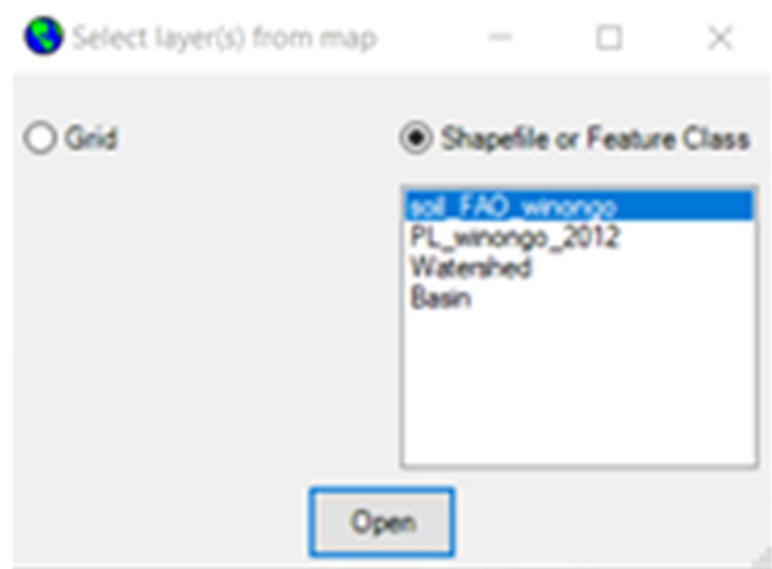 Select layer(s) from map
Grid
Shapefile or Feature Class
soil_FAO_winongo
PL_winongo_2012
Watershed
Basin
Open